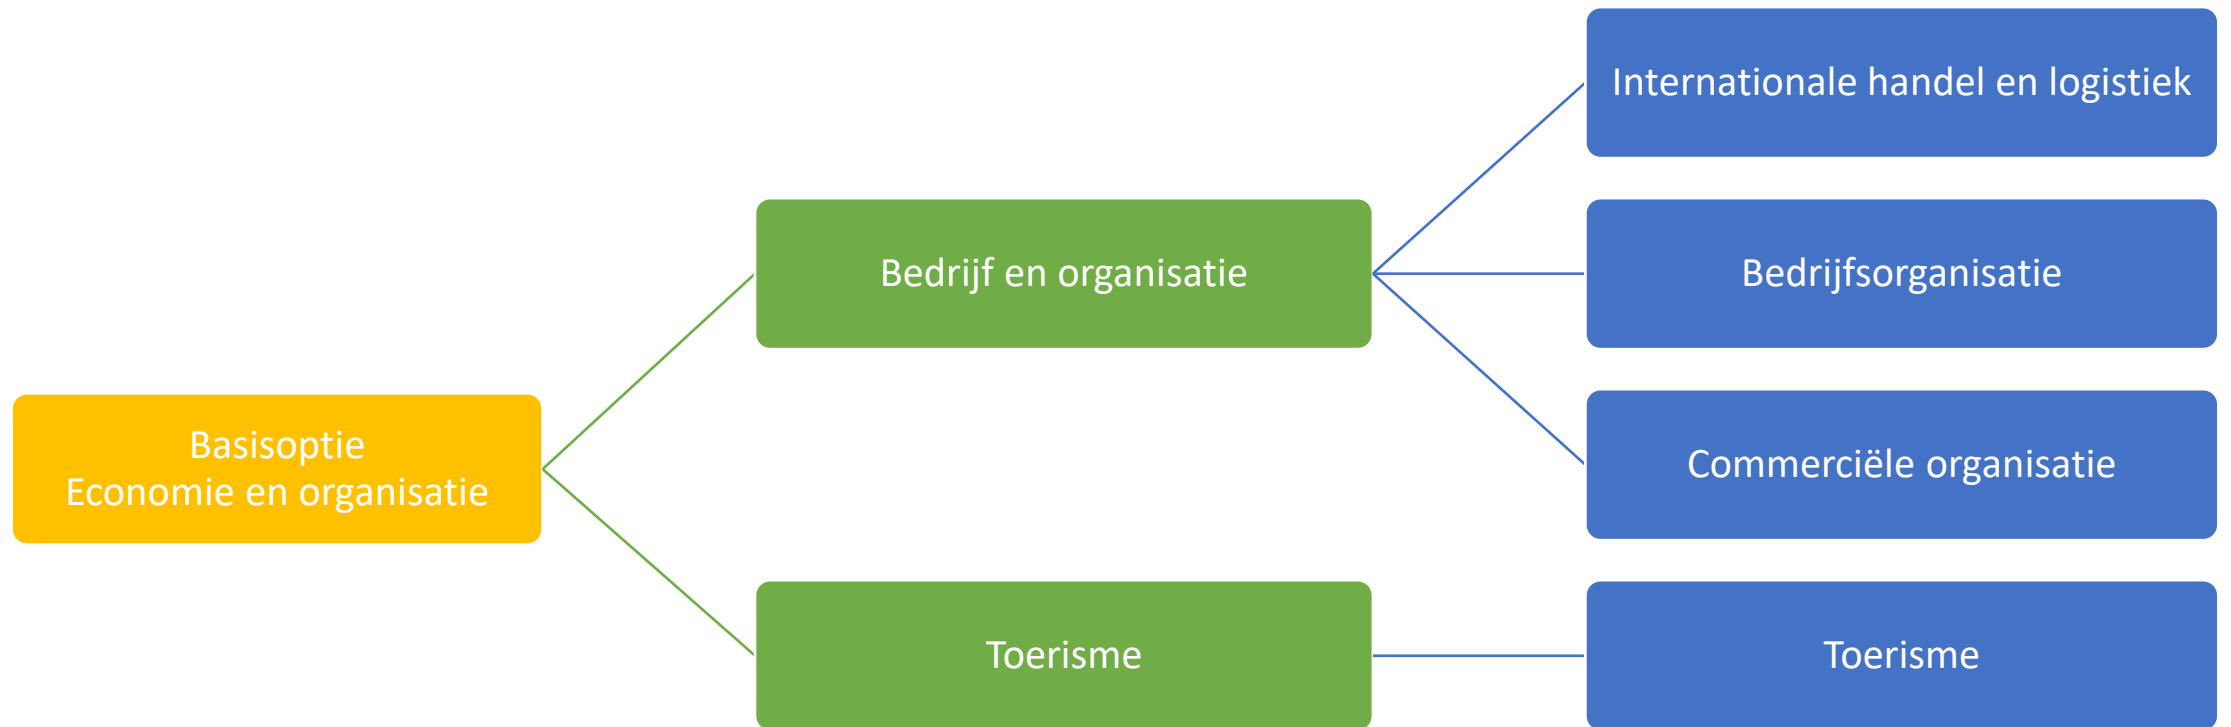 Basisoptie
Economie en organisatie
Bedrijf en organisatie
Toerisme
Internationale handel en logistiek
Bedrijfsorganisatie
Commerciële organisatie
Toerisme